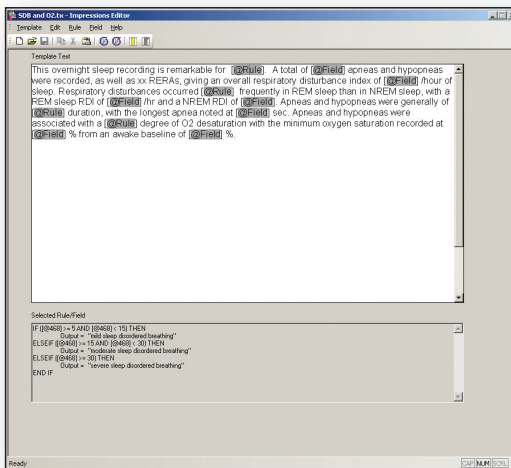 SDB and O2.tx - Impressions Editor
Template Edit Rule Field Help
Template Text
This overnight sleep recording is remarkable for [@Rule]. A total of [@Field] apneas and hypopneas
were recorded, as well as xx RERAs, giving an overall respiratory disturbance index of [@Field] /hour of
sleep. Respiratory disturbances occurred [@Rule] frequently in REM sleep than in NREM sleep, with a
REM sleep RDI of [@Field] /hr and a NREM RDI of [@Field]. Apneas and hypopneas were generally of
[@Rule] duration, with the longest apnea noted at [@Field] sec. Apneas and hypopneas were
associated with a [@Rule] degree of O2 desaturation with the minimum oxygen saturation recorded at
[@Field] % from an awake baseline of [@Field] %.
Selected Rule/Field
IF ([@468] >= 5 AND [@468] < 15) THEN
Output = "mild sleep disordered breathing"
ELSEIF ([@468] >= 15 AND [@468] < 30) THEN
Output = "moderate sleep disordered breathing"
ELSEIF ([@468] >= 30) THEN
Output = "severe sleep disordered breathing"
END IF
Ready
CAP NUM SCRL